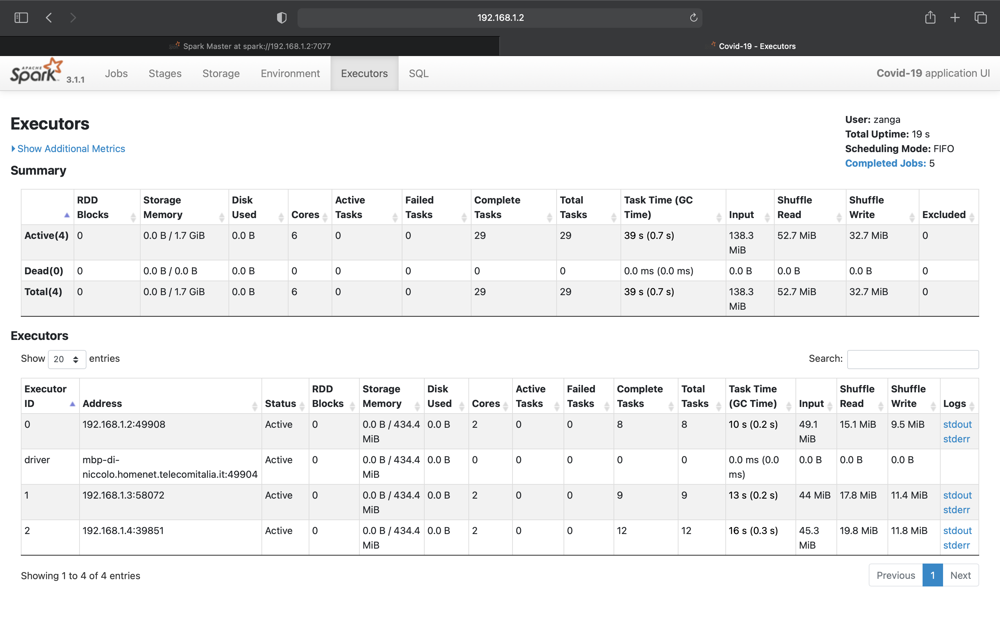 192.168.1.2
Spark Master at spark://192.168.1.2:7077
Covid-19 - Executors
APACHE Spark 3.1.1 Jobs Stages Storage Environment Executors SQL Covid-19 application UI
Executors
User: zanga
Total Uptime: 19 s
Scheduling Mode: FIFO
Completed Jobs: 5
Show Additional Metrics
Summary
RDD Blocks Storage Memory Disk Used Cores Active Tasks Failed Tasks Complete Tasks Total Tasks Task Time (GC Time) Input Shuffle Read Shuffle Write Excluded
Active(4) 0 0.0 B / 1.7 GiB 0.0 B 6 0 0 29 29 39 s (0.7 s) 138.3 MiB 52.7 MiB 32.7 MiB 0
Dead(0) 0 0.0 B / 0.0 B 0.0 B 0 0 0 0 0 0.0 ms (0.0 ms) 0.0 B 0.0 B 0.0 B 0
Total(4) 0 0.0 B / 1.7 GiB 0.0 B 6 0 0 29 29 39 s (0.7 s) 138.3 MiB 52.7 MiB 32.7 MiB 0
Executors
Show 20 entries Search:
Executor ID Address Status RDD Blocks Storage Memory Disk Used Cores Active Tasks Failed Tasks Complete Tasks Total Tasks Task Time (GC Time) Input Shuffle Read Shuffle Write Logs
0 192.168.1.2:49908 Active 0 0.0 B / 434.4 MiB 0.0 B 2 0 0 8 8 10 s (0.2 s) 49.1 MiB 15.1 MiB 9.5 MiB stdout stderr
driver mbp-di-niccolo.homenet.telecomitalia.it:49904 Active 0 0.0 B / 434.4 MiB 0.0 B 0 0 0 0 0 0.0 ms (0.0 ms) 0.0 B 0.0 B 0.0 B
1 192.168.1.3:58072 Active 0 0.0 B / 434.4 MiB 0.0 B 2 0 0 9 9 13 s (0.2 s) 44 MiB 17.8 MiB 11.4 MiB stdout stderr
2 192.168.1.4:39851 Active 0 0.0 B / 434.4 MiB 0.0 B 2 0 0 12 12 16 s (0.3 s) 45.3 MiB 19.8 MiB 11.8 MiB stdout stderr
Showing 1 to 4 of 4 entries Previous 1 Next